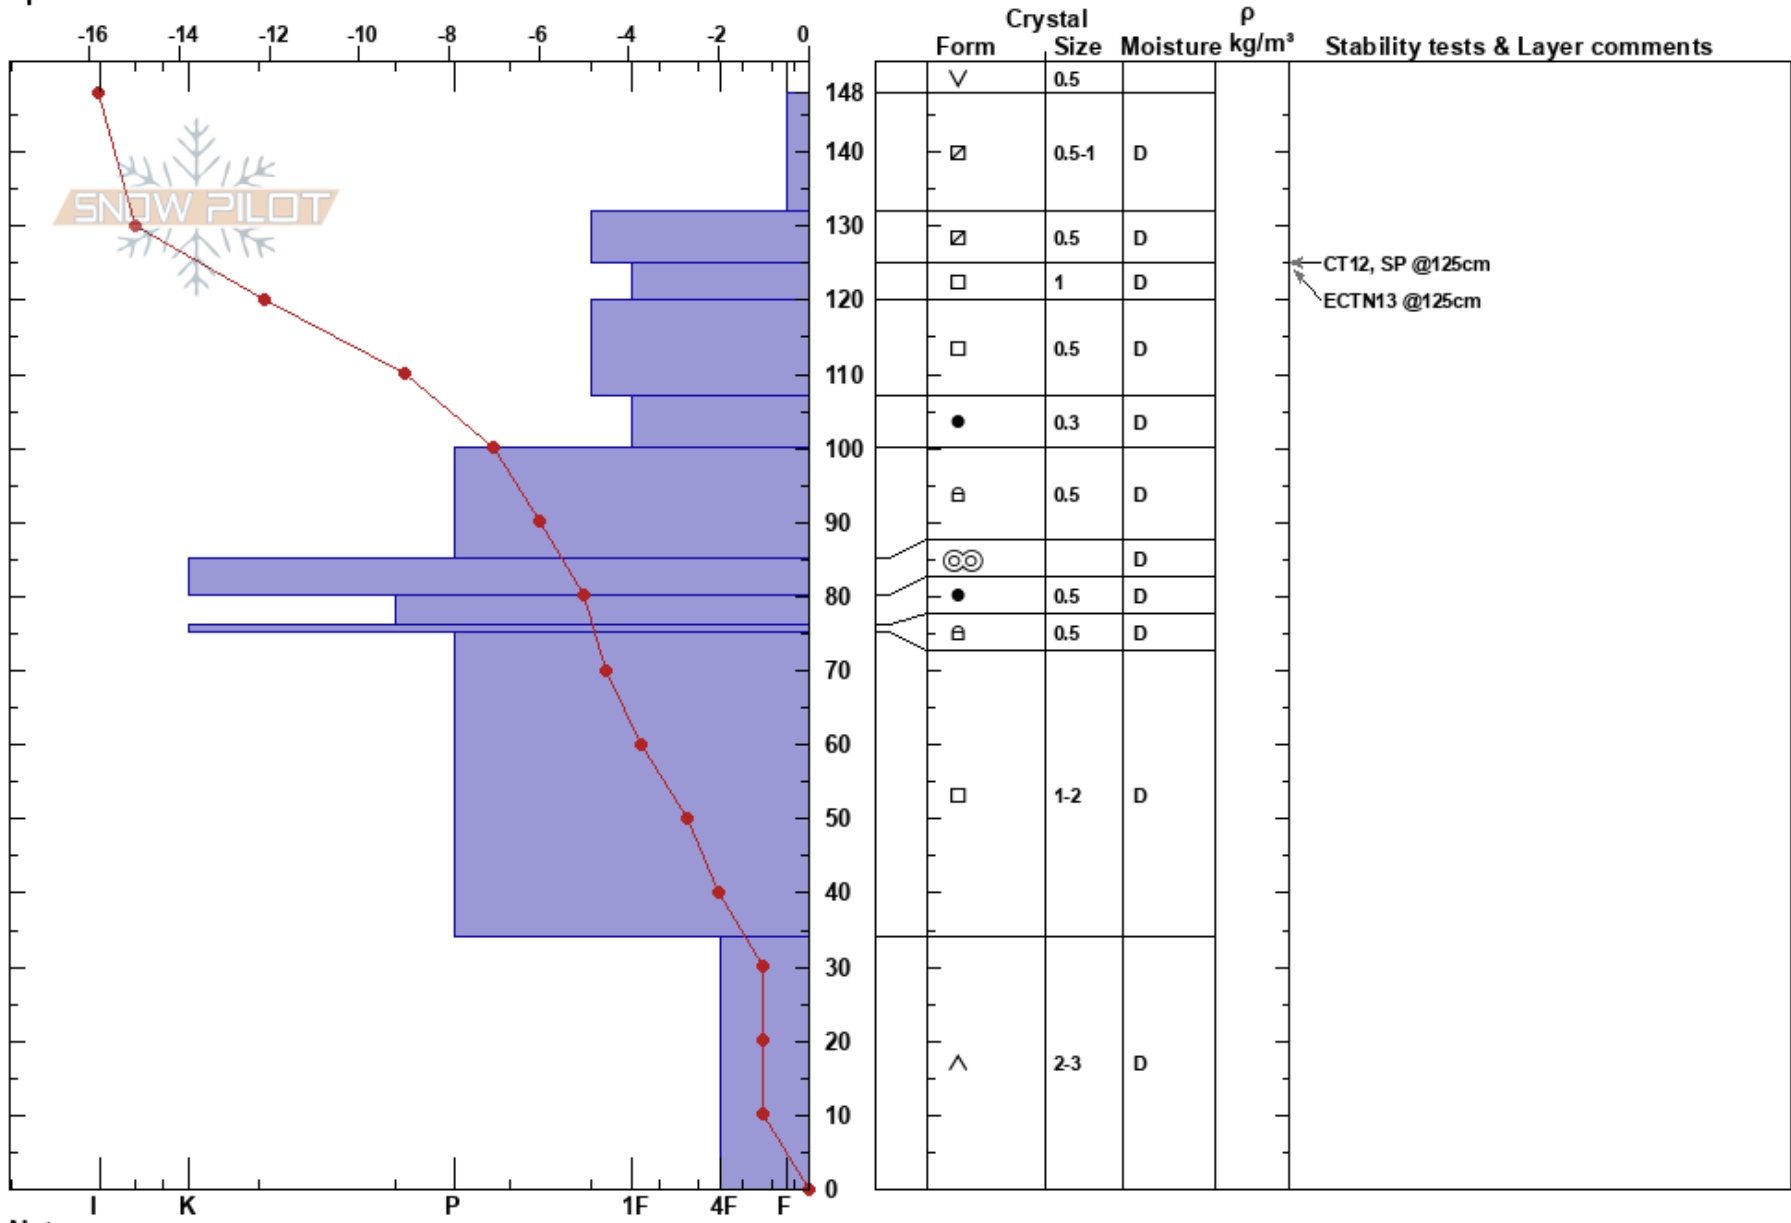 -16 -14 -12 -10 -8 -6 -4 -2 0
Crystal ρ
Form Size Moisture kg/m³ Stability tests & Layer comments
0.5
148
140 0.5-1 D
SNOW PILOT
130 0.5 D
CT12, SP @125cm
1 D
120 ECTN13 @125cm
0.5 D
110
0.3 D
100
0.5 D
90
D
80 0.5 D
0.5 D
70
60
1-2 D
50
40
30
20
2-3 D
10
0
I K P 1F 4F F